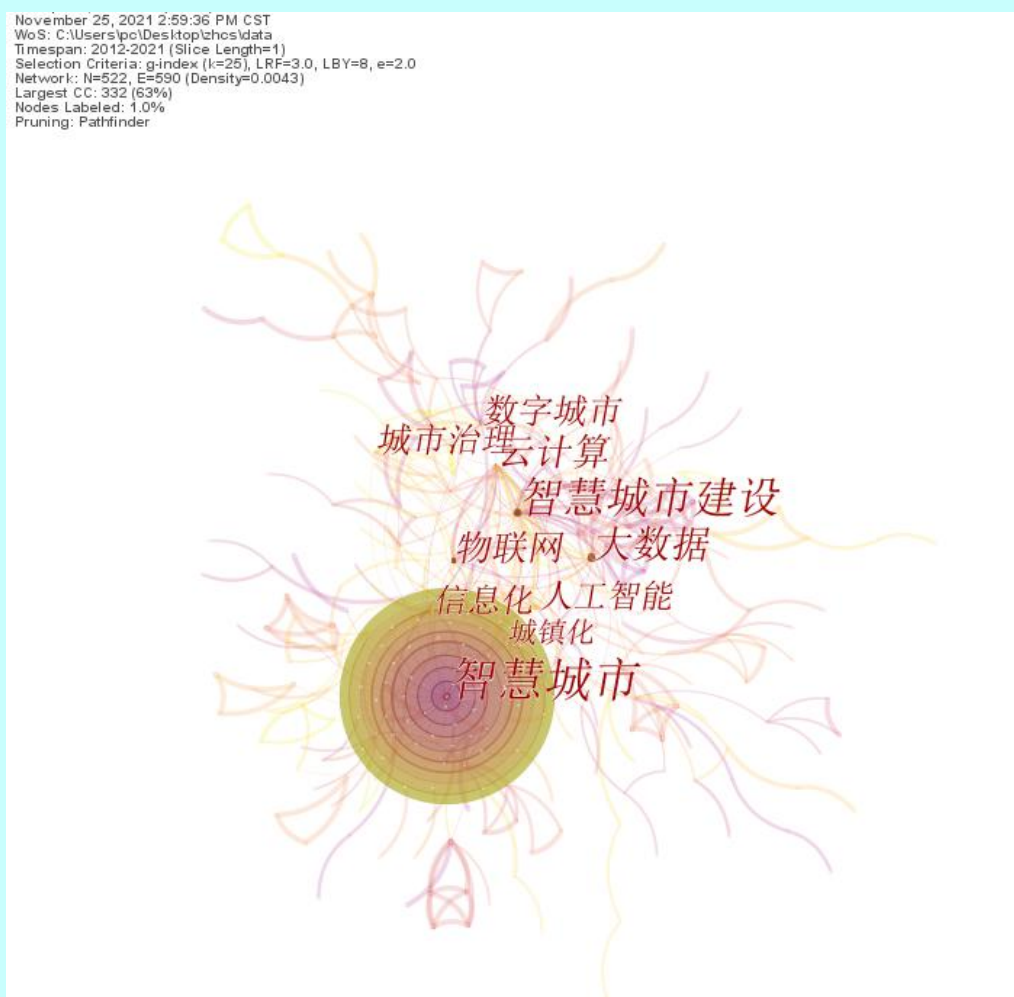 November 25, 2021 2:59:36 PM CST
WoS: C:\Users\pc\Desktop\zhcs\data
Timespan: 2012-2021 (Slice Length=1)
Selection Criteria: g-index (k=25), LRF=3.0, LBY=8, e=2.0
Network: N=522, E=590 (Density=0.0043)
Largest CC: 332 (63%)
Nodes Labeled: 1.0%
Pruning: Pathfinder
数字城市
城市治理
云计算
智慧城市建设
物联网
大数据
信息化
人工智能
城镇化
智慧城市